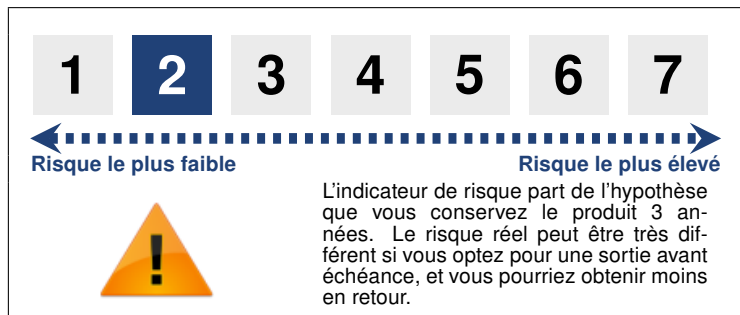 1 2 3 4 5 6 7
Risque le plus faible Risque le plus élevé
L'indicateur de risque part de l'hypothèse
que vous conservez le produit 3 an-
nées. Le risque réel peut être très dif-
férent si vous optez pour une sortie avant
échéance, et vous pourriez obtenir moins
en retour.